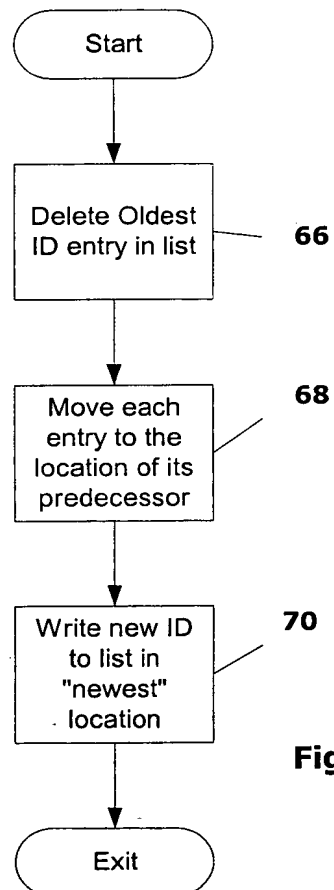 Start
Delete Oldest
ID entry in list
66
Move each
entry to the
location of its
predecessor
68
Write new ID
to list in
"newest"
location
70
Fig
Exit